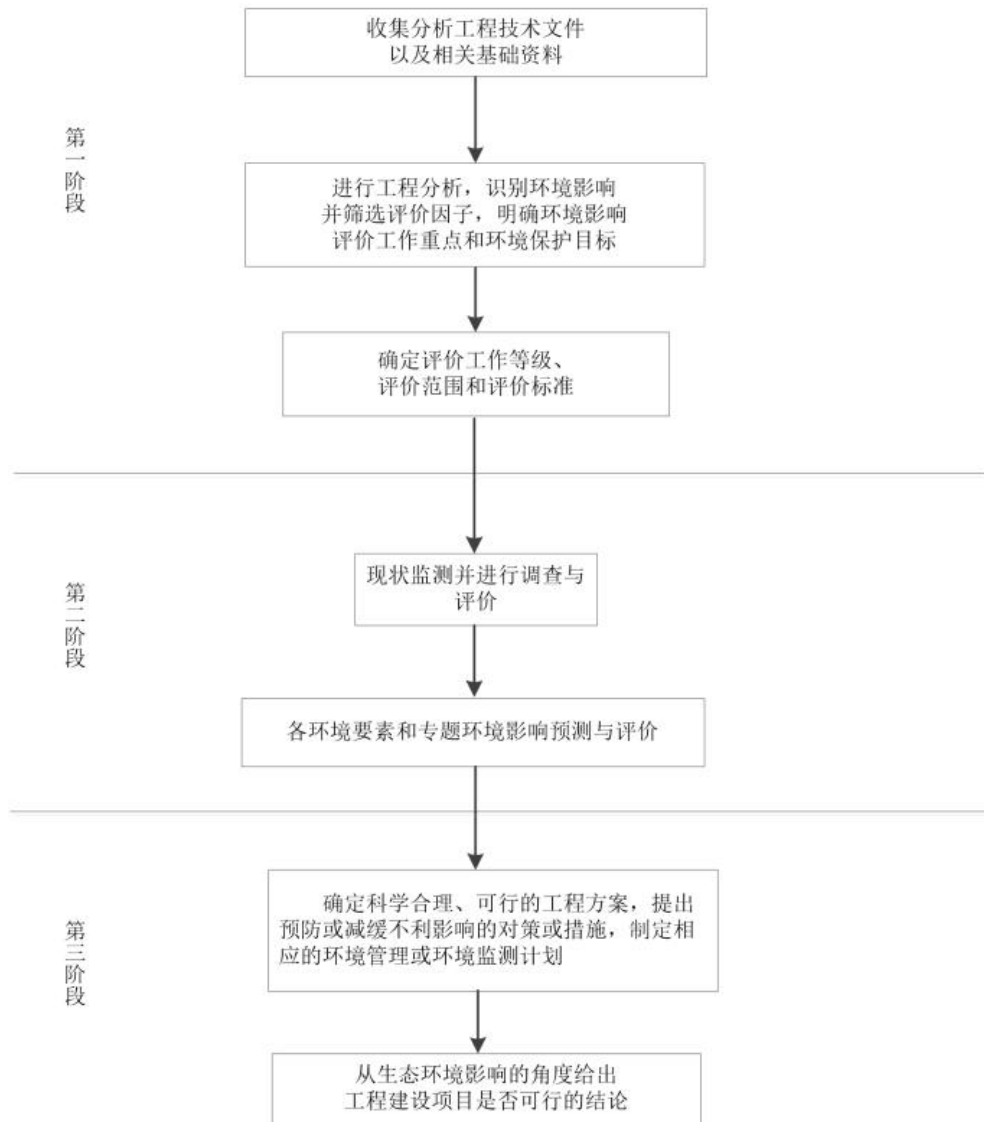 收集分析工程技术文件
以及相关基础资料
第一阶段
进行工程分析，识别环境影响
并筛选评价因子，明确环境影响
评价工作重点和环境保护目标
确定评价工作等级、
评价范围和评价标准
现状监测并进行调查与
评价
第二阶段
各环境要素和专题环境影响预测与评价
确定科学合理、可行的工程方案，提出
预防或减缓不利影响的对策或措施，制定相
应的环境管理或环境监测计划
第三阶段
从生态环境影响的角度给出
工程建设项目是否可行的结论